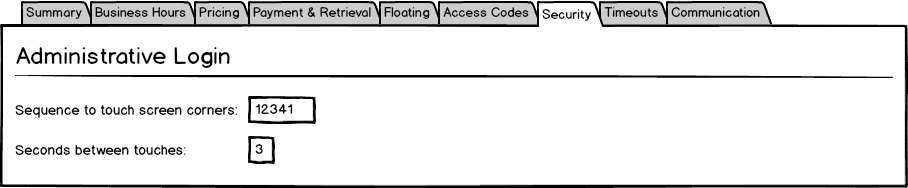 Summary Business Hours Pricing Payment & Retrieval Floating Access Codes Security Timeouts Communication
Administrative Login
Sequence to touch screen corners: 12341
Seconds between touches: 3